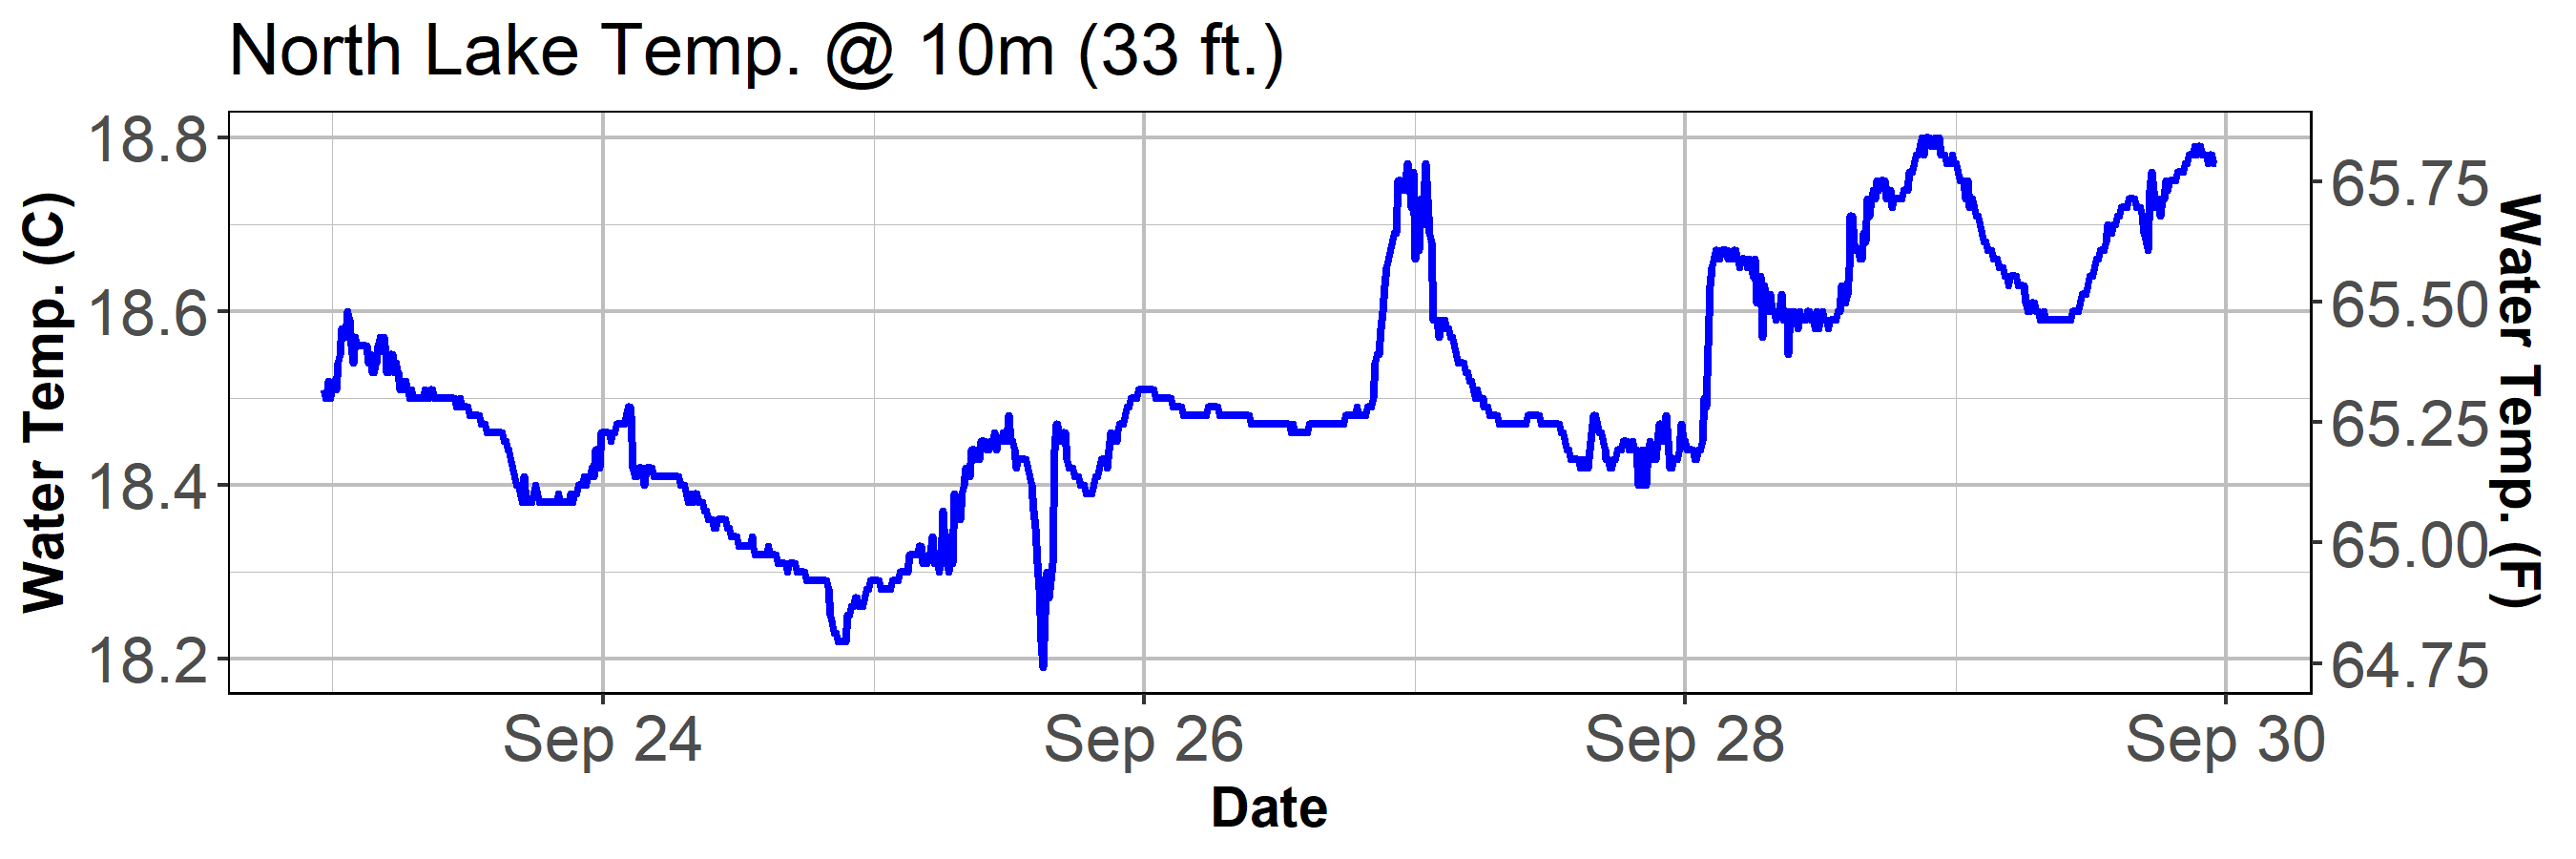 North Lake Temp. @ 10m (33 ft.)
Water Temp. (C)
18.8
18.6
18.4
18.2
65.75
65.50
65.25
65.00
64.75
Water Temp. (F)
Sep 24
Sep 26
Sep 28
Sep 30
Date